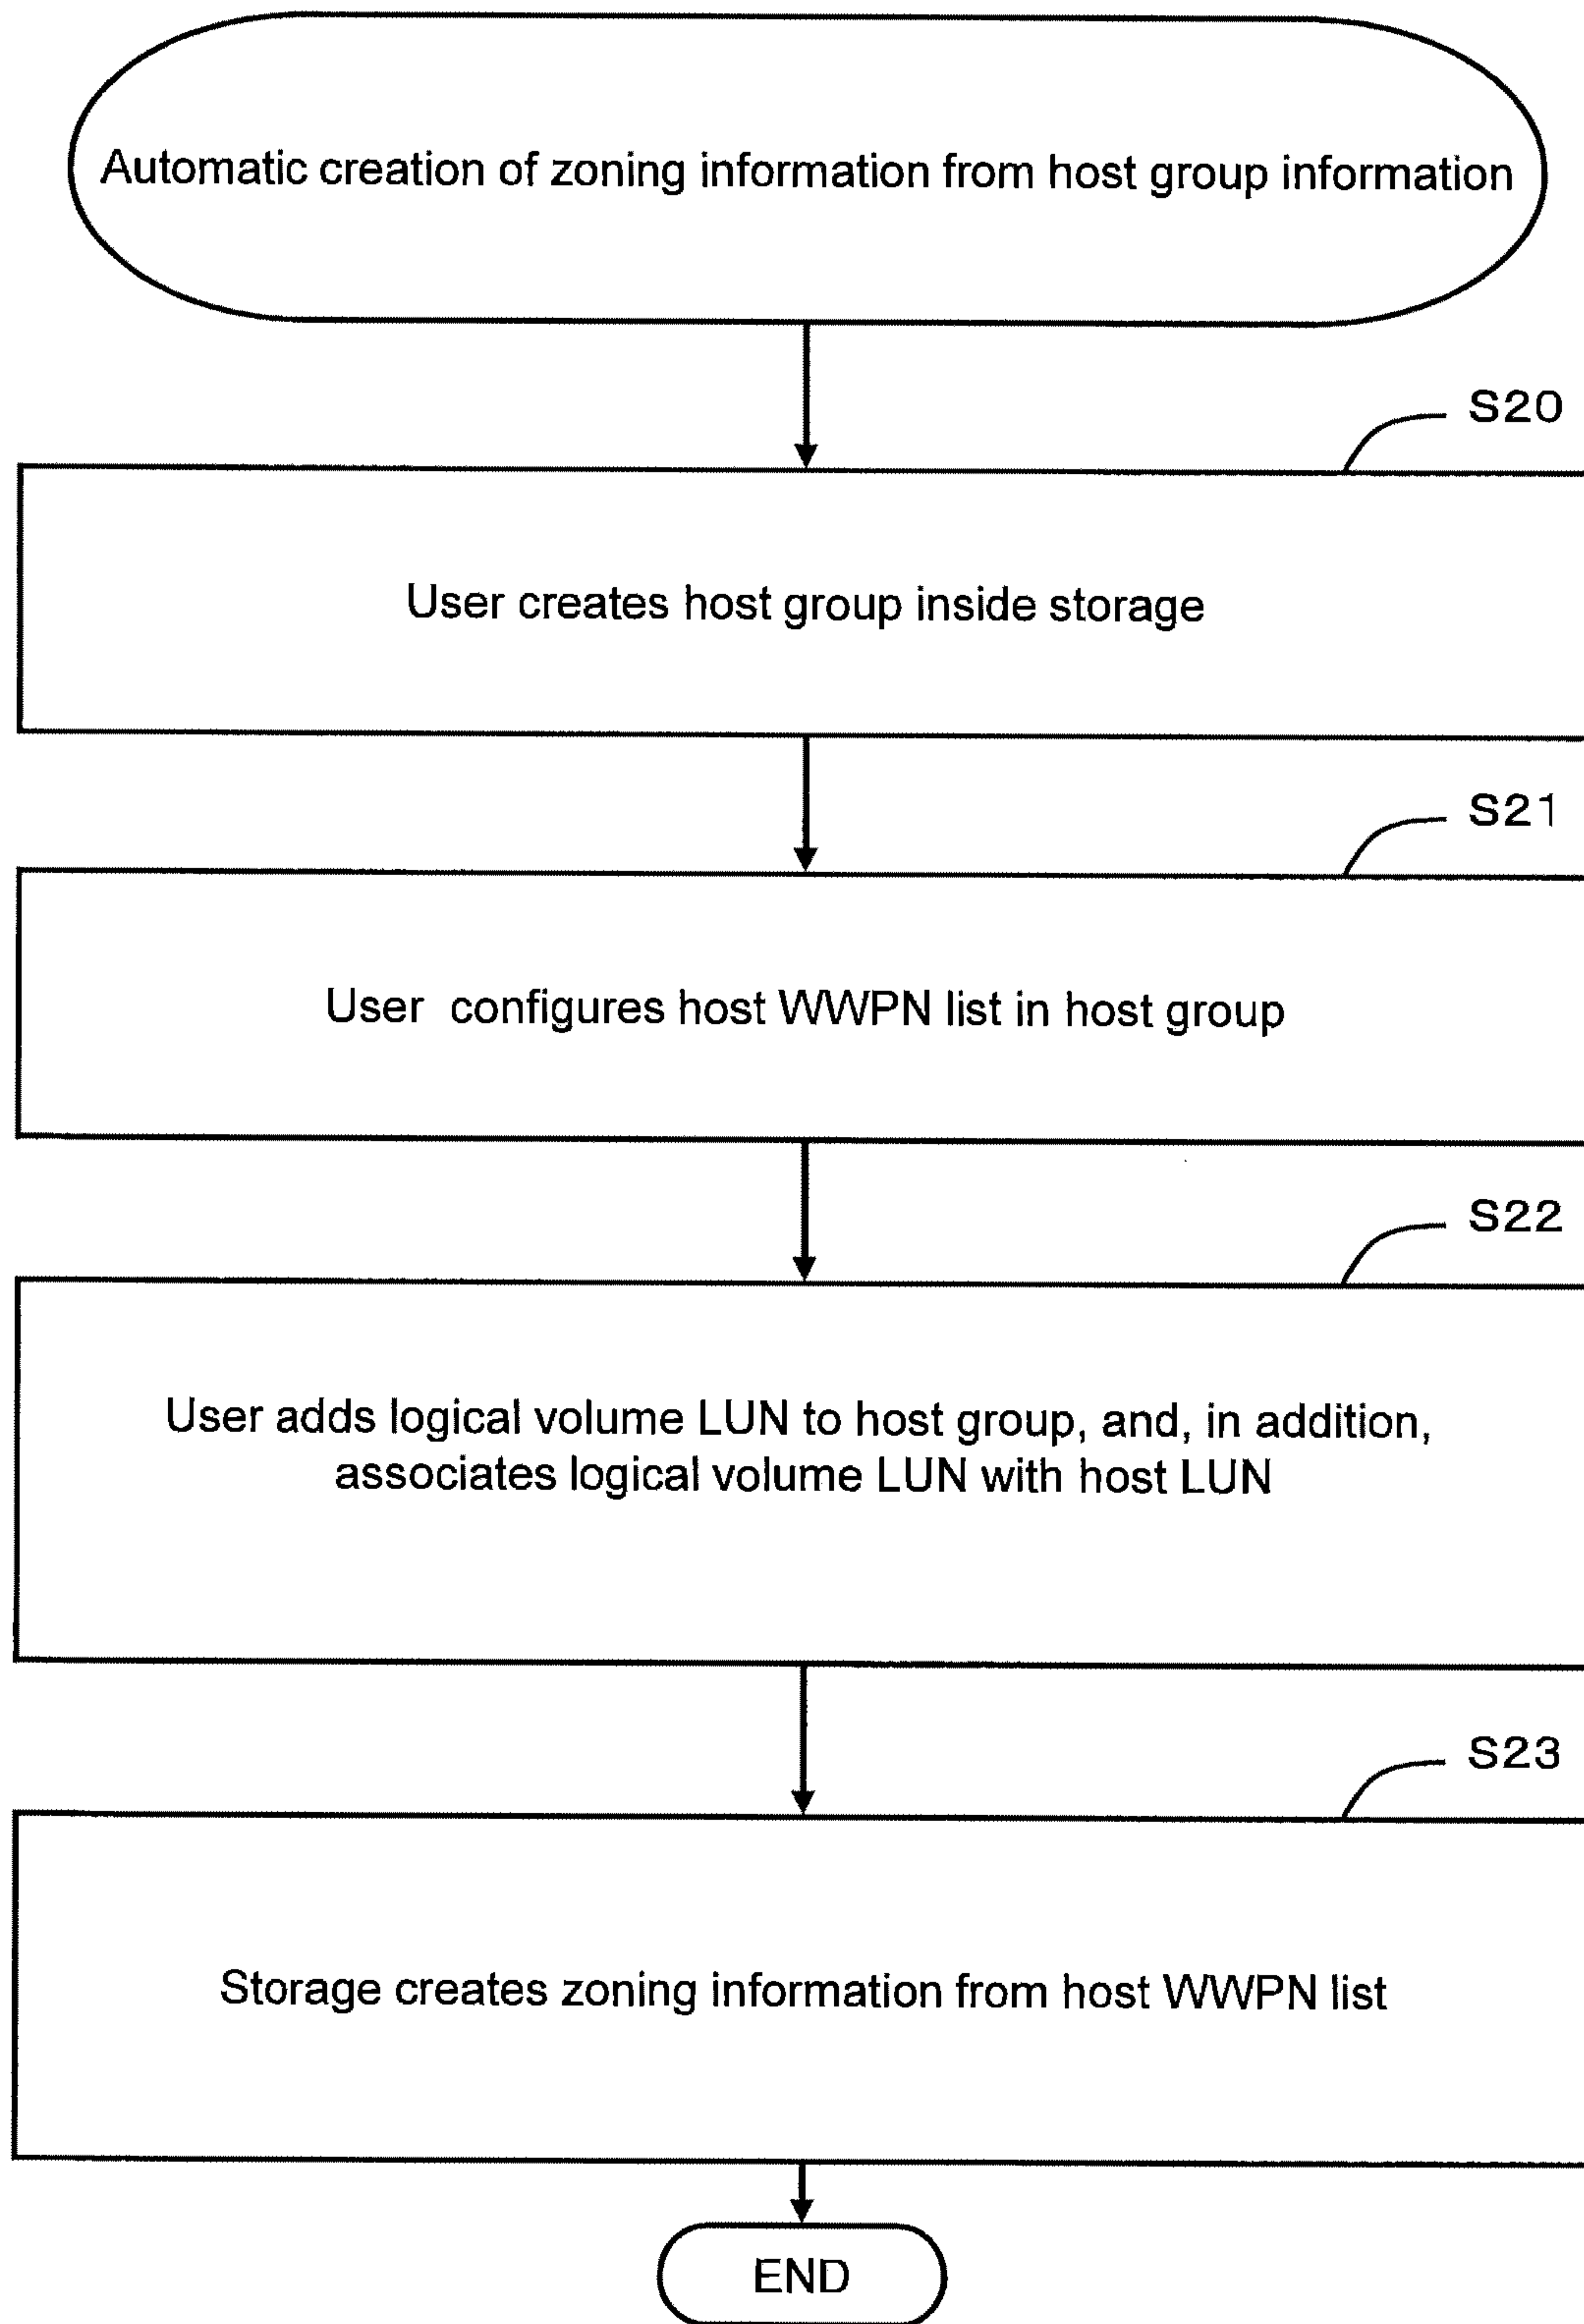 Automatic creation of zoning information from host group information
S20
User creates host group inside storage
S21
User configures host WWPN list in host group
S22
User adds logical volume LUN to host group, and, in addition,
associates logical volume LUN with host LUN
S23
Storage creates zoning information from host WWPN list
END